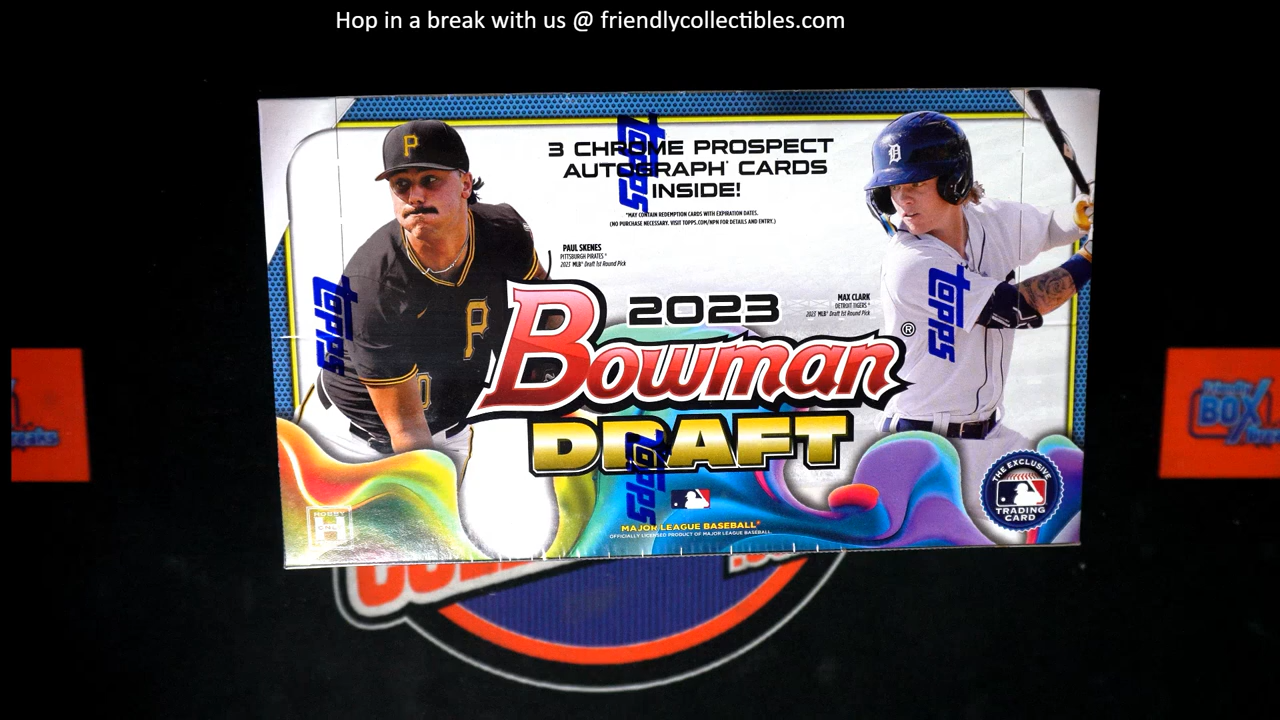 Hop in a break with us @ friendlycollectibles.com
3 CHROME PROSPECT
AUTOGRAPH* CARDS
INSIDE!
*MAY CONTAIN REDEMPTION CARDS WITH EXPIRATION DATES.
(NO PURCHASE NECESSARY. VISIT TOPPS.COM/NPN FOR DETAILS AND ENTRY.)
topps
P
D
PAUL SKENES
PITTSBURGH PIRATES®
2023 MLB® Draft 1st Round Pick
MAX CLARK
DETROIT TIGERS®
2023 MLB® Draft 1st Round Pick
topps
topps
P
2023
Bowman®
DRAFT
topps
THE EXCLUSIVE
TRADING
CARD
HOBBY
H
MAJOR LEAGUE BASEBALL®
OFFICIALLY LICENSED PRODUCT OF MAJOR LEAGUE BASEBALL
BOX